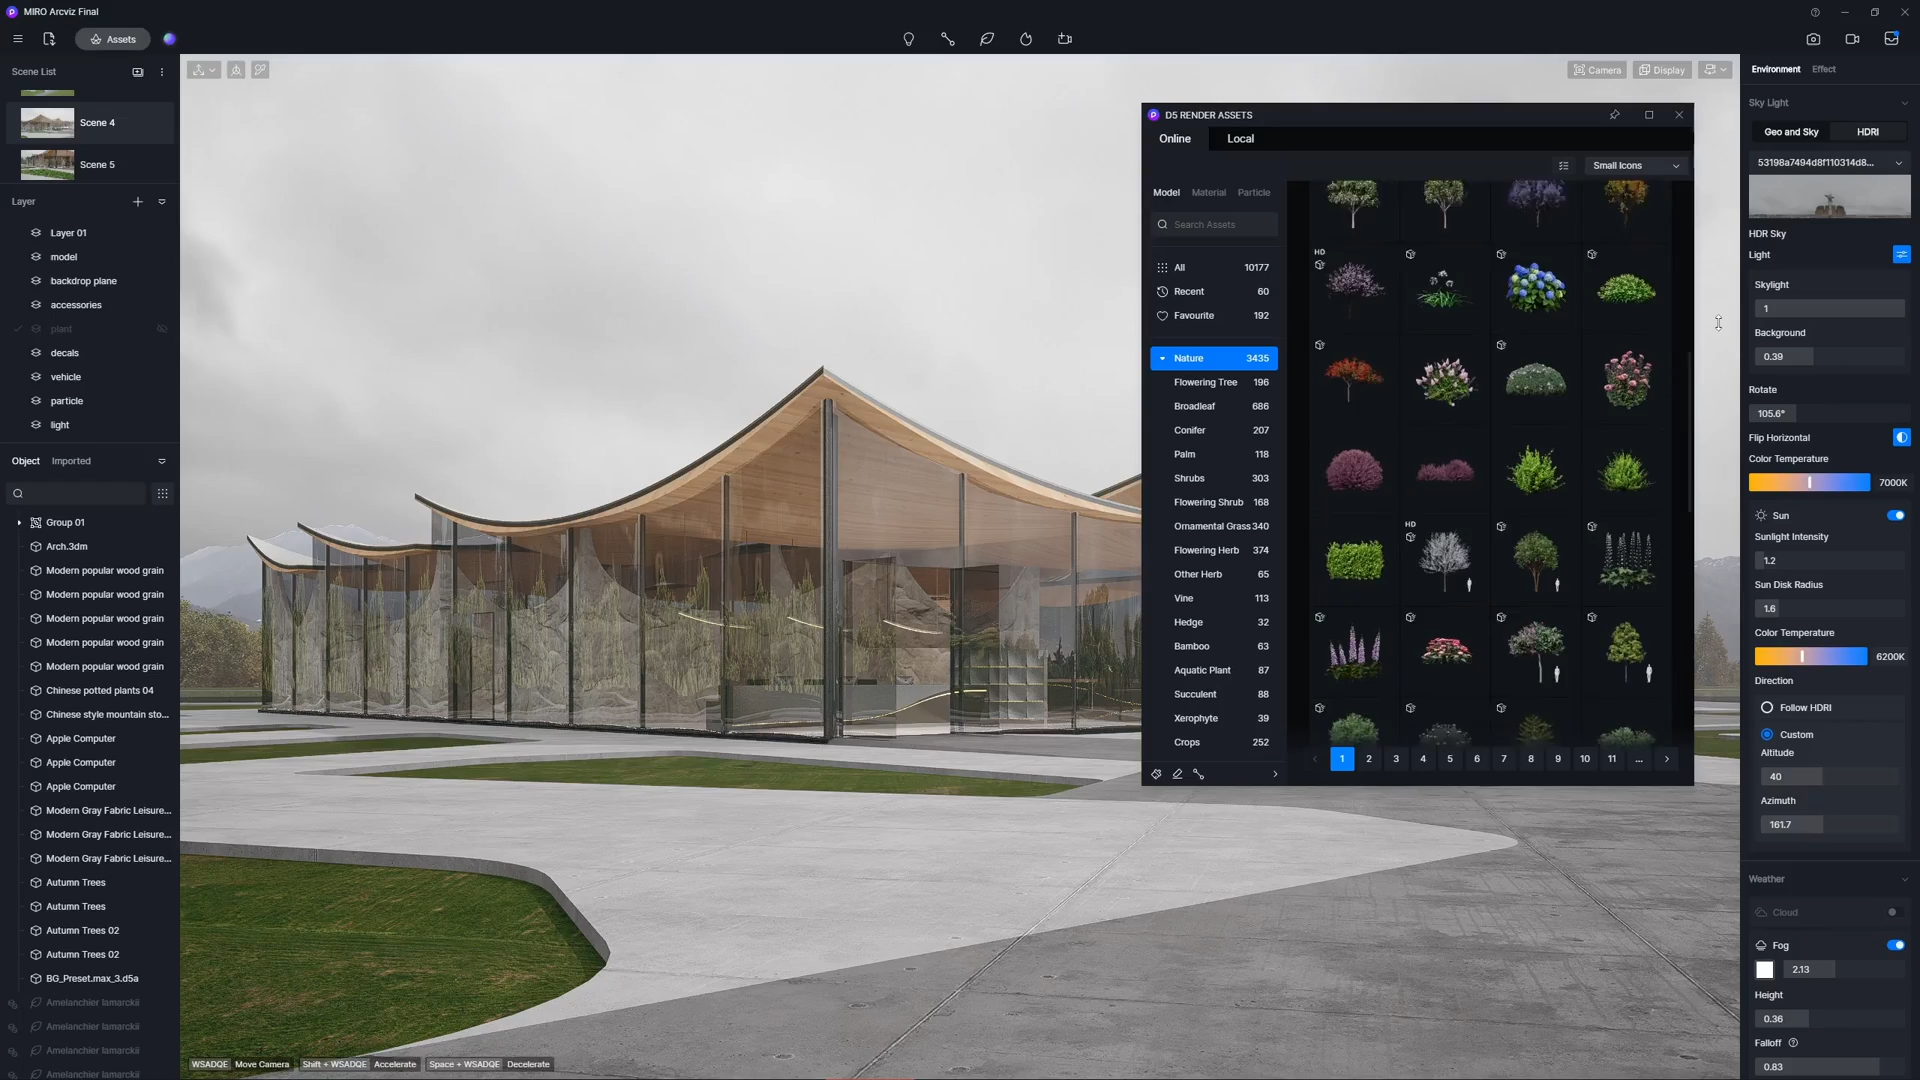 MIRO Arcviz Final
Assets
Scene List
Scene 4
Scene 5
Layer
Layer 01
model
backdrop plane
accessories
plant
decals
vehicle
particle
light
Object Imported
Group 01
Arch.3dm
Modern popular wood grain
Modern popular wood grain
Modern popular wood grain
Modern popular wood grain
Modern popular wood grain
Chinese potted plants 04
Chinese style mountain sto...
Apple Computer
Apple Computer
Apple Computer
Modern Gray Fabric Leisure...
Modern Gray Fabric Leisure...
Modern Gray Fabric Leisure...
Autumn Trees
Autumn Trees
Autumn Trees 02
Autumn Trees 02
BG_Preset.max_3.d5a
Amelanchier lamarckii
Amelanchier lamarckii
Amelanchier lamarckii
Amelanchier lamarckii
Camera Display
WSADQE Move Camera Shift + WSADQE Accelerate Space + WSADQE Decelerate
D5 RENDER ASSETS
Online Local
Small Icons
Model Material Particle
Search Assets
All 10177
Recent 60
Favourite 192
Nature 3435
Flowering Tree 196
Broadleaf 686
Conifer 207
Palm 118
Shrubs 303
Flowering Shrub 168
Ornamental Grass 340
Flowering Herb 374
Other Herb 65
Vine 113
Hedge 32
Bamboo 63
Aquatic Plant 87
Succulent 88
Xerophyte 39
Crops 252
HD
HD
1 2 3 4 5 6 7 8 9 10 11 ...
Environment Effect
Sky Light
Geo and Sky HDRI
53198a7494d8f110314d8...
HDR Sky
Light
Skylight
1
Background
0.39
Rotate
105.6°
Flip Horizontal
Color Temperature
7000K
Sun
Sunlight Intensity
1.2
Sun Disk Radius
1.6
Color Temperature
6200K
Direction
Follow HDRI
Custom
Altitude
40
Azimuth
161.7
Weather
Cloud
Fog
2.13
Height
0.36
Falloff
0.83